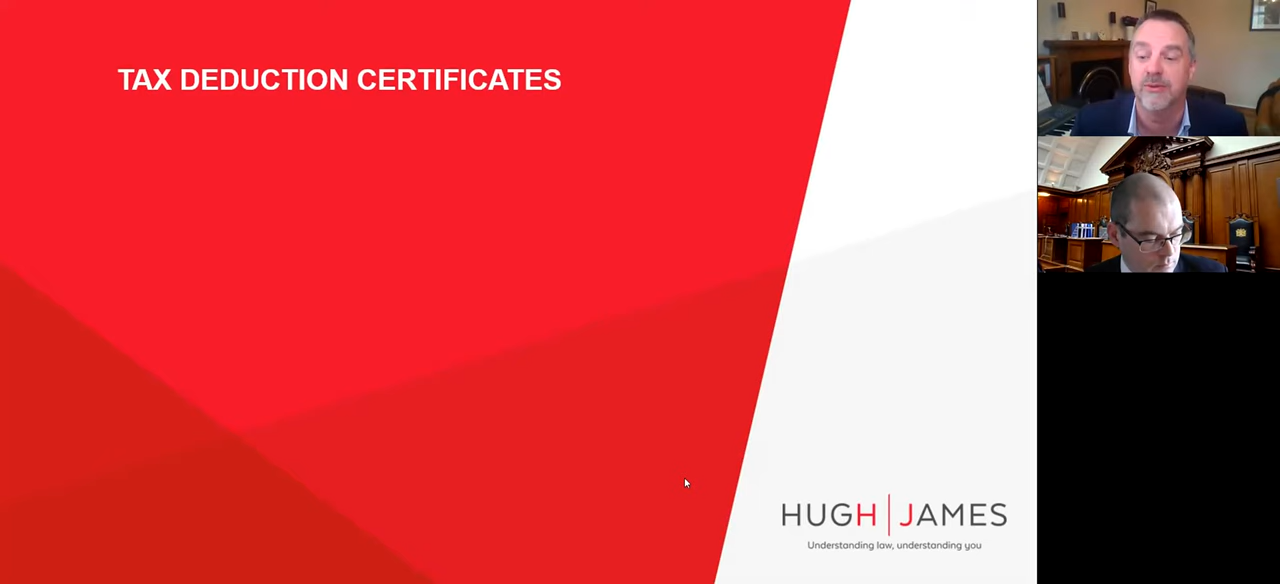 TAX DEDUCTION CERTIFICATES
HUGH JAMES
Understanding law, understanding you